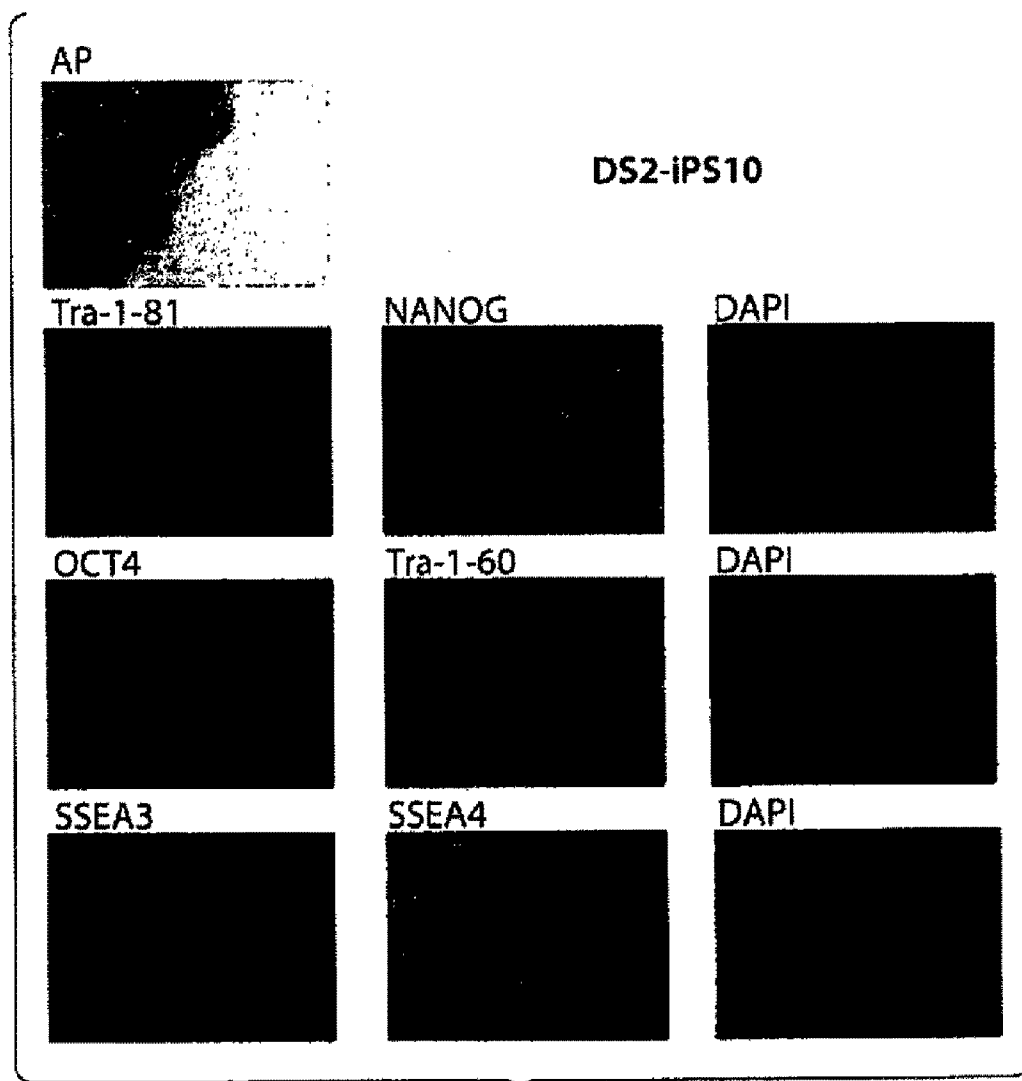 AP
DS2-iPS10
Tra-1-81 NANOG DAPI
OCT4 Tra-1-60 DAPI
SSEA3 SSEA4 DAPI